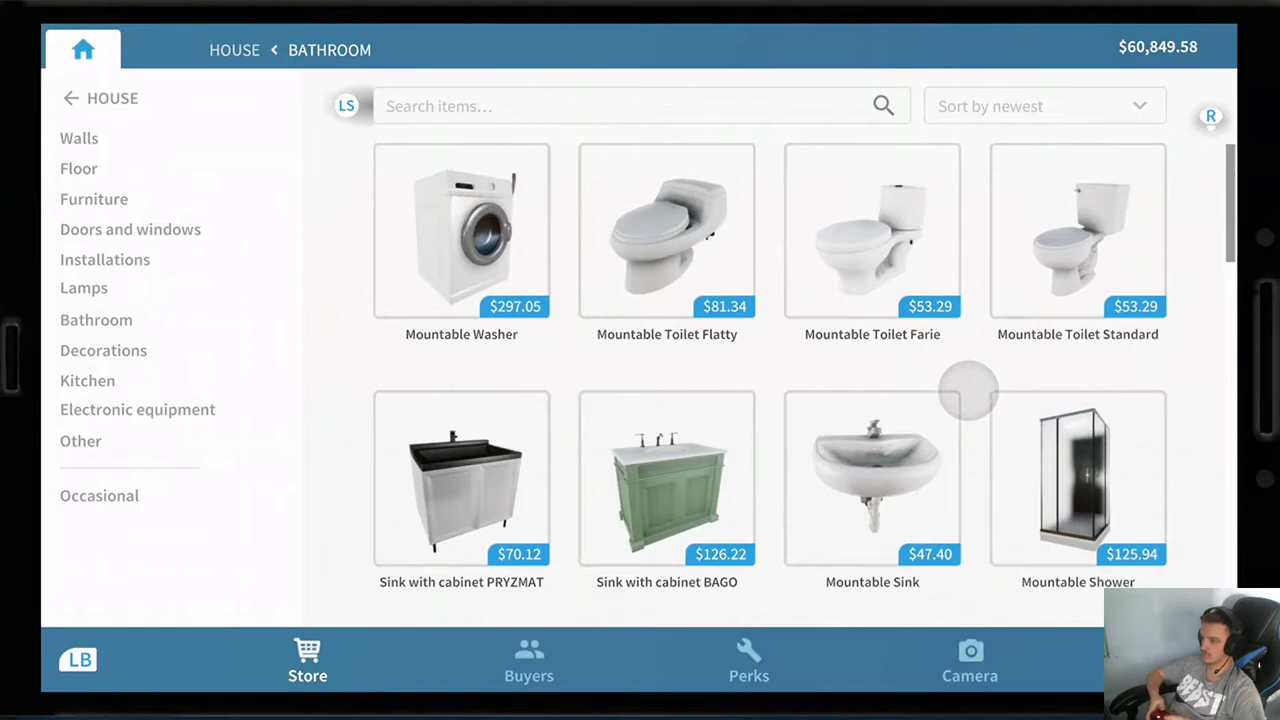 HOUSE < BATHROOM
$60,849.58
HOUSE
Walls
Floor
Furniture
Doors and windows
Installations
Lamps
Bathroom
Decorations
Kitchen
Electronic equipment
Other
Occasional
LS
Search items...
Sort by newest
R
$297.05
$81.34
$53.29
$53.29
Mountable Washer
Mountable Toilet Flatty
Mountable Toilet Farie
Mountable Toilet Standard
$70.12
$126.22
$47.40
$125.94
Sink with cabinet PRYZMAT
Sink with cabinet BAGO
Mountable Sink
Mountable Shower
LB
Store
Buyers
Perks
Camera
BEAST